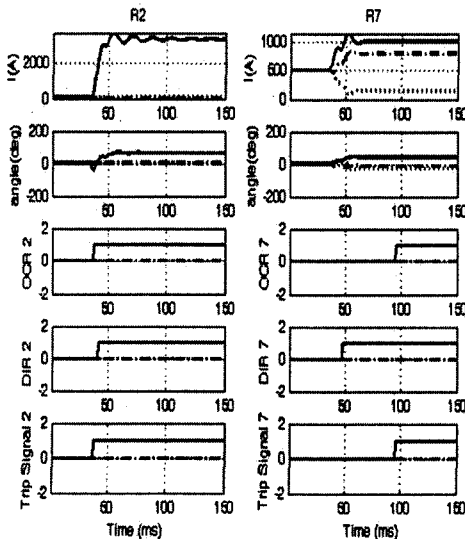 R2
R7
I(A)
2000
0
50 100 150
I(A)
1000
500
0
50 100 150
angle(deg)
200
0
-200
50 100 150
angle(deg)
200
0
-200
50 100 150
OCR 2
2
0
-2
50 100 150
OCR 7
2
0
-2
50 100 150
DIR 2
2
0
-2
50 100 150
DIR 7
2
0
-2
50 100 150
Trip Signal 2
2
0
-2
50 100 150
Time (ms)
Trip Signal 7
2
0
-2
50 100 150
Time (ms)